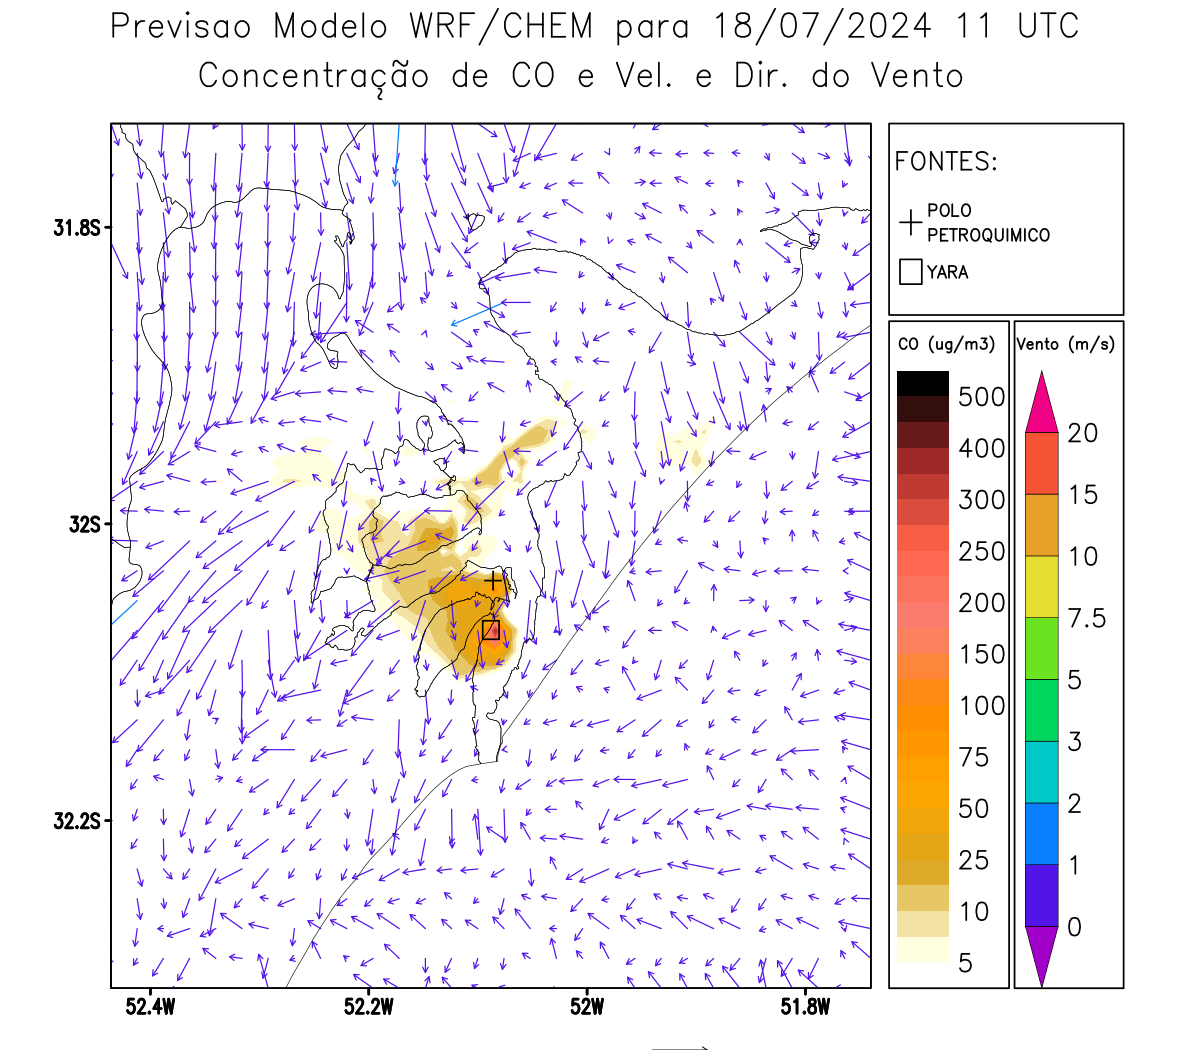 Previsao Modelo WRF/CHEM para 18/07/2024 11 UTC
Concentração de CO e Vel. e Dir. do Vento
FONTES:
POLO
PETROQUIMICO
YARA
31.8S
32S
32.2S
52.4W
52.2W
52W
51.8W
CO (ug/m3)
500
400
300
250
200
150
100
75
50
25
10
5
Vento (m/s)
20
15
10
7.5
5
3
2
1
0